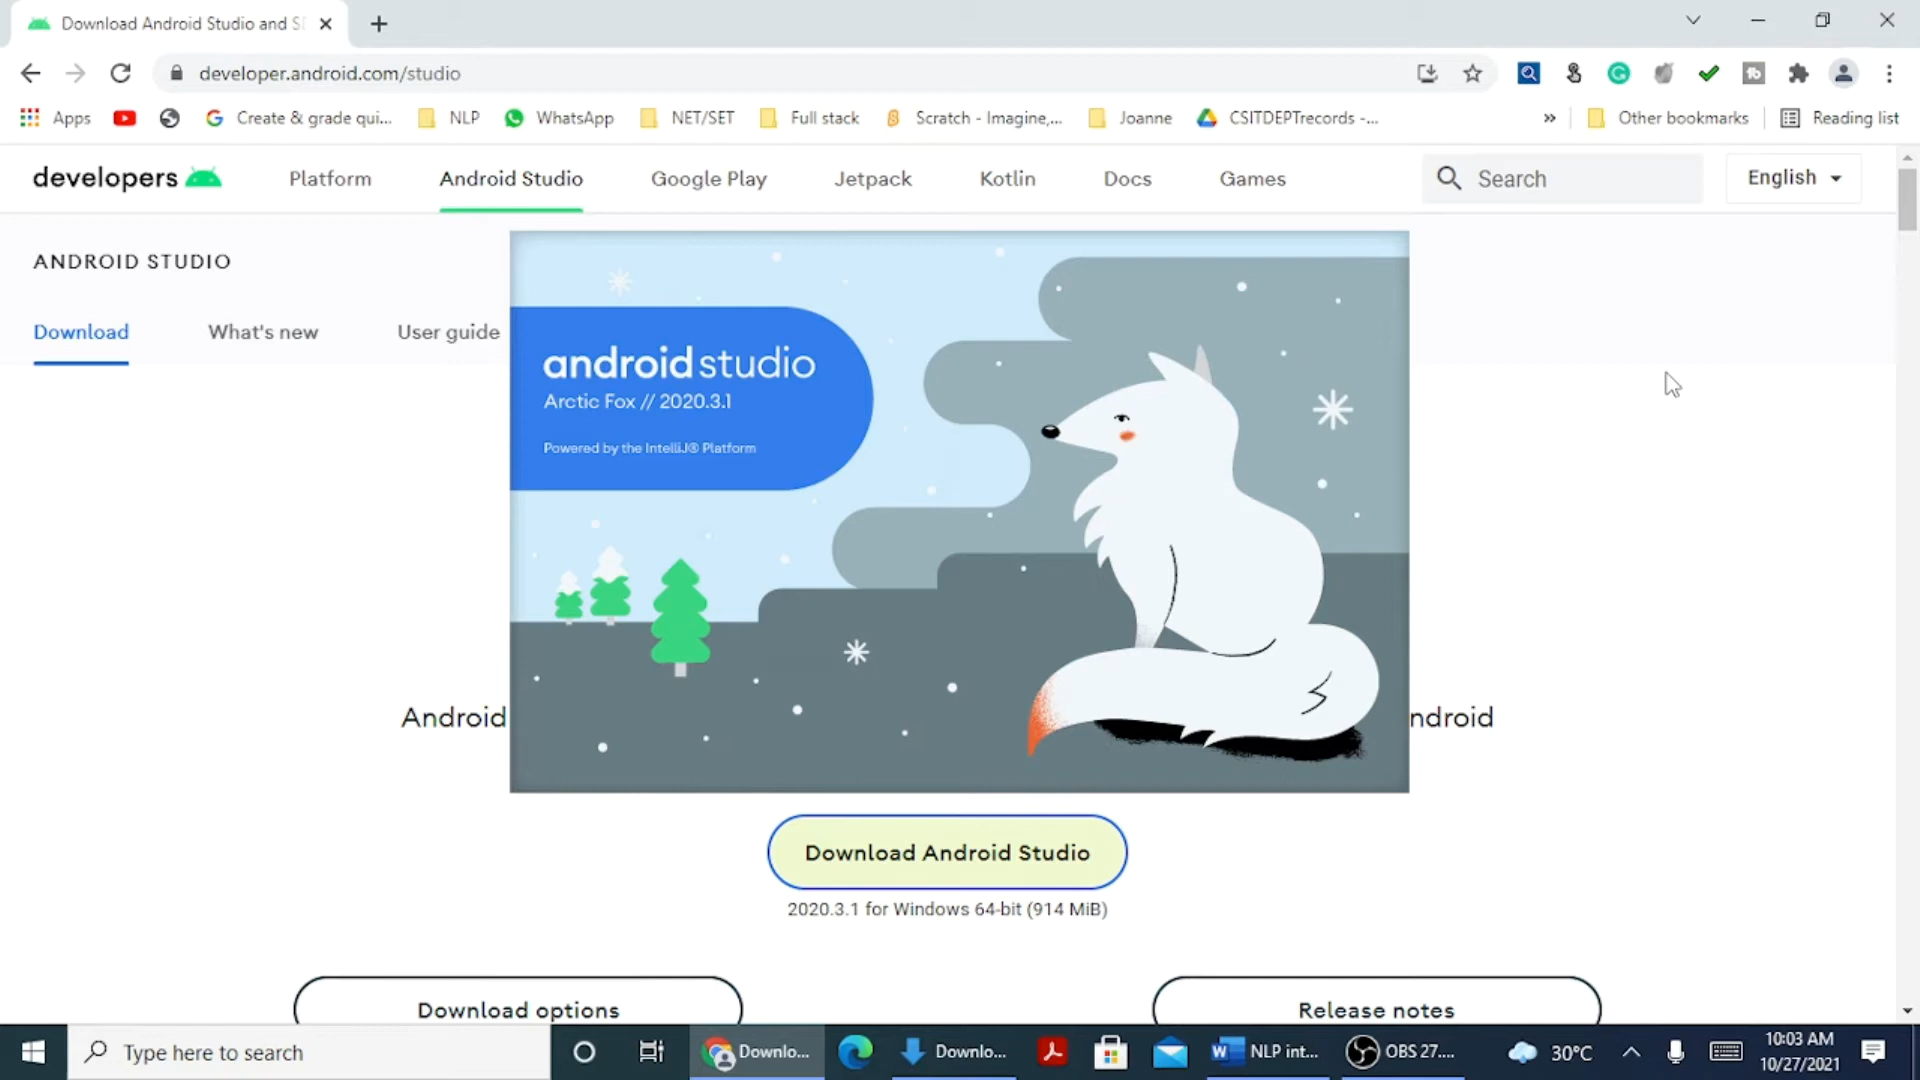 Download Android Studio and S
developer.android.com/studio
Apps
Create & grade qui...
NLP
WhatsApp
NET/SET
Full stack
Scratch - Imagine,...
Joanne
CSITDEPTrecords -...
»
Other bookmarks
Reading list
developers
Platform
Android Studio
Google Play
Jetpack
Kotlin
Docs
Games
Search
English
ANDROID STUDIO
Download
What's new
User guide
android studio
Arctic Fox // 2020.3.1
Powered by the IntelliJ® Platform
Android
ndroid
Download Android Studio
2020.3.1 for Windows 64-bit (914 MiB)
Download options
Release notes
Type here to search
Downlo...
Downlo...
NLP int...
OBS 27....
30°C
10:03 AM
10/27/2021